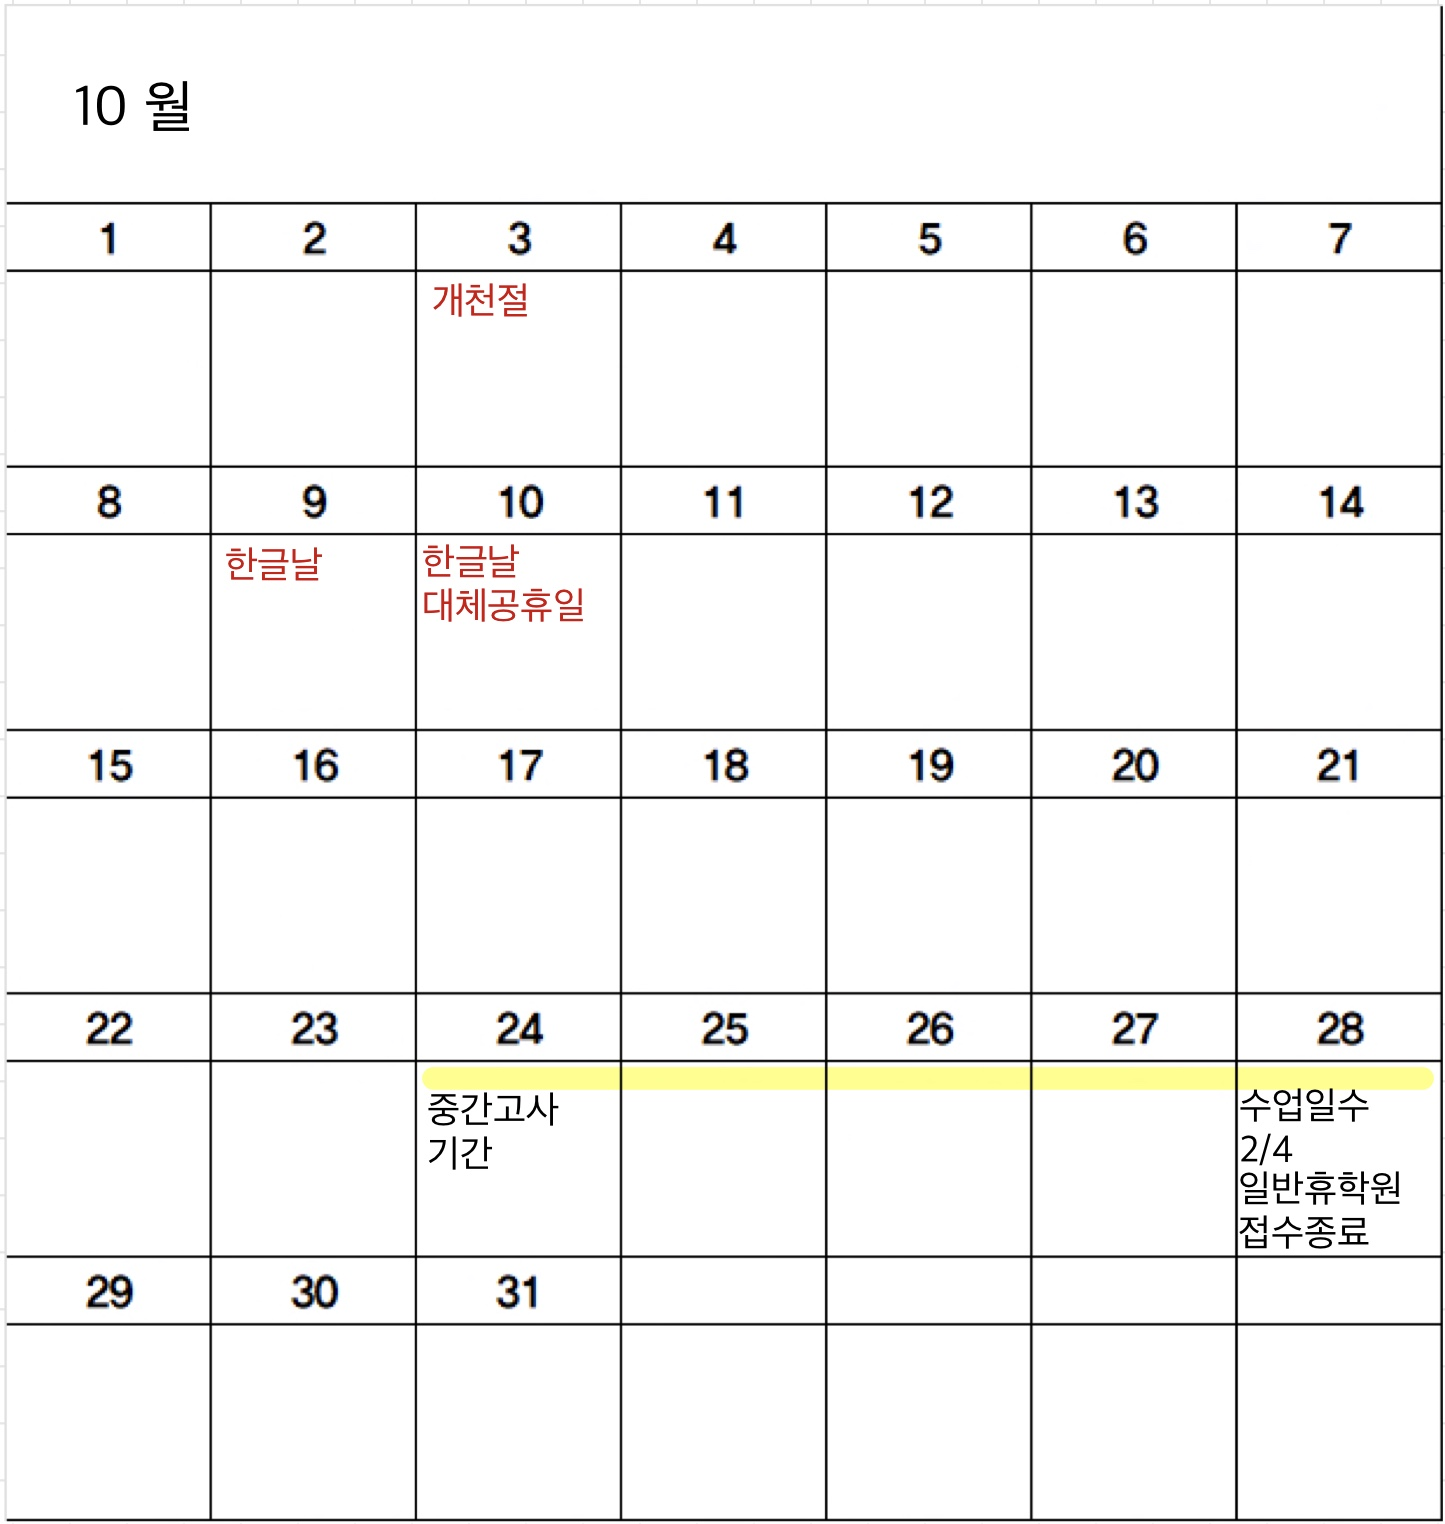 10 월
1 2 3 4 5 6 7
개천절
8 9 10 11 12 13 14
한글날 한글날
대체공휴일
15 16 17 18 19 20 21
22 23 24 25 26 27 28
중간고사 수업일수
기간 2/4
일반휴학원
접수종료
29 30 31